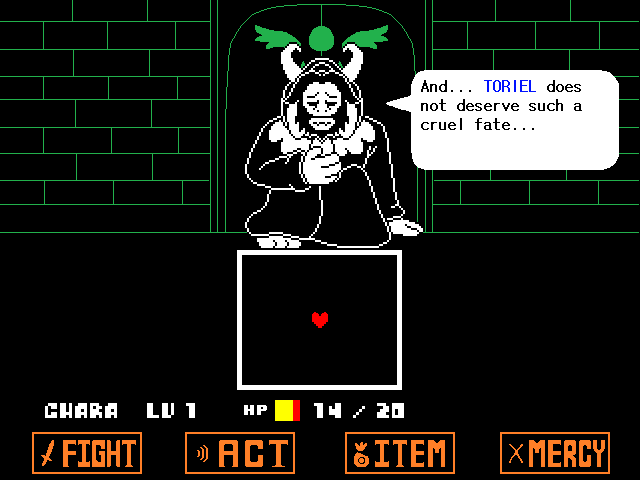 And... TORIEL does
not deserve such a
cruel fate...
CHARA LV 1 HP 14 / 20
FIGHT ACT ITEM MERCY